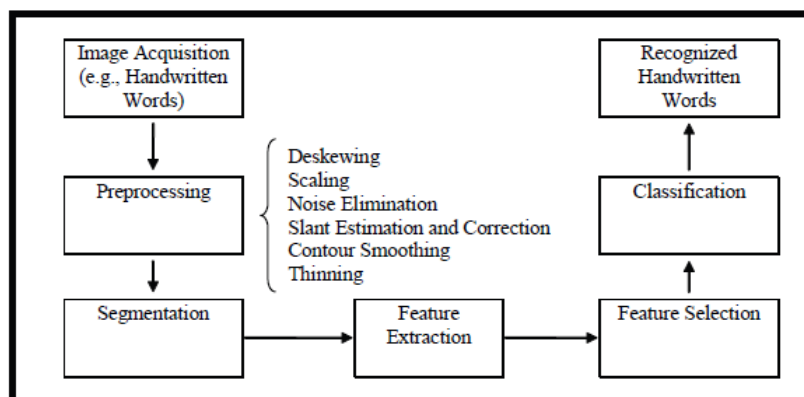 Image Acquisition
(e.g., Handwritten
Words)
Preprocessing
Deskewing
Scaling
Noise Elimination
Slant Estimation and Correction
Contour Smoothing
Thinning
Segmentation
Feature
Extraction
Feature Selection
Classification
Recognized
Handwritten
Words